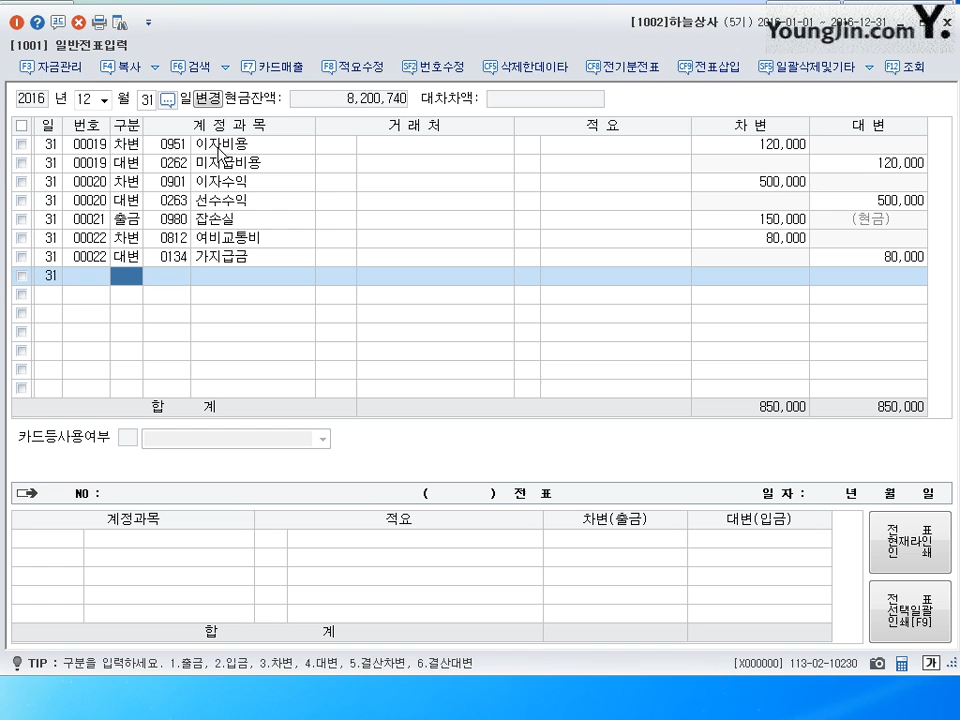 [1002]하늘상사 (5기) 2016-01-01 ~ 2016-12-31
YoungJin.com Y.
[1001] 일반전표입력
F3 자금관리 F4 복사 F6 검색 F7 카드매출 F8 적요수정 SF2 번호수정 CF5 삭제한데이타 CF8 전기분전표 CF9 전표삽입 SF5 일괄삭제및기타 F12 조회
2016 년 12 월 31 일 변경 현금잔액: 8,200,740 대차차액:
일 번호 구분 계 정 과 목 거 래 처 적 요 차 변 대 변
31 00019 차변 0951 이자비용 120,000
31 00019 대변 0262 미지급비용 120,000
31 00020 차변 0901 이자수익 500,000
31 00020 대변 0263 선수수익 500,000
31 00021 출금 0980 잡손실 150,000 (현금)
31 00022 차변 0812 여비교통비 80,000
31 00022 대변 0134 가지급금 80,000
31
합 계 850,000 850,000
카드등사용여부
NO : ( ) 전 표 일 자 : 년 월 일
계정과목 적요 차변(출금) 대변(입금)
전 표
현재라인
인 쇄
전 표
선택일괄
인쇄[F9]
합 계
TIP : 구분을 입력하세요. 1.출금, 2.입금, 3.차변, 4.대변, 5.결산차변, 6.결산대변 [X000000] 113-02-10230 가